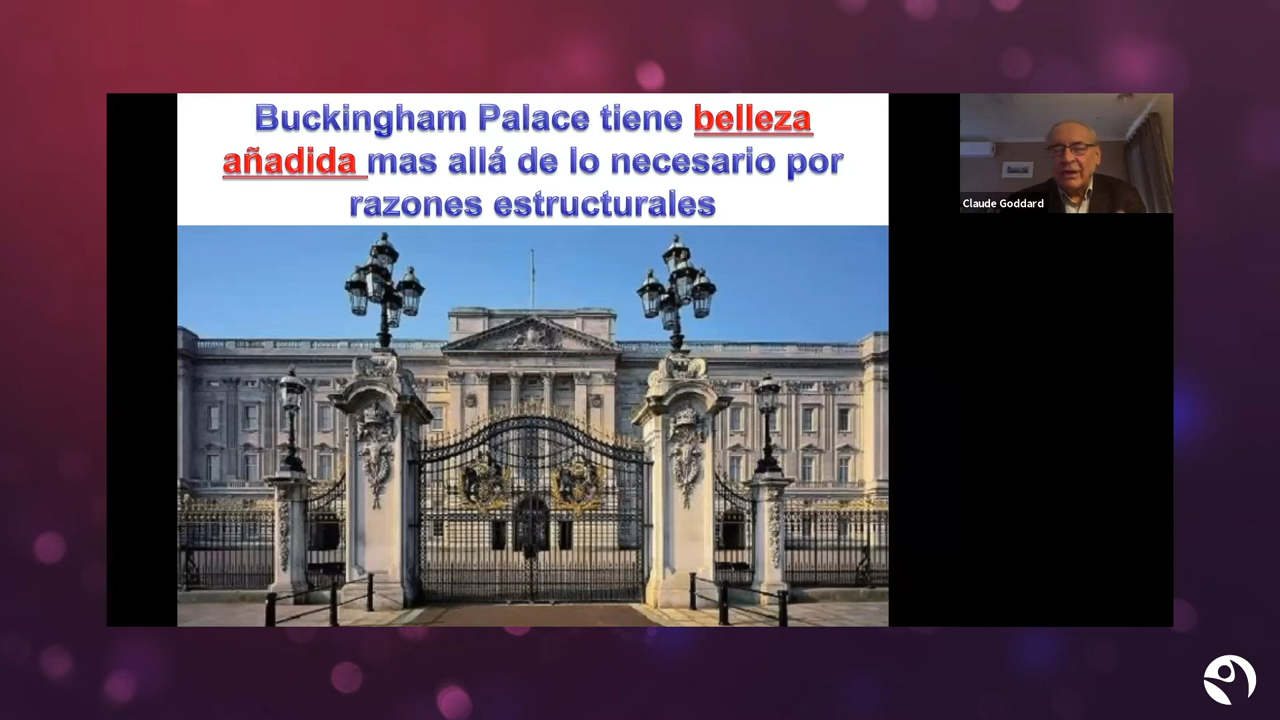 Buckingham Palace tiene belleza
añadida mas allá de lo necesario por
razones estructurales
Claude Goddard